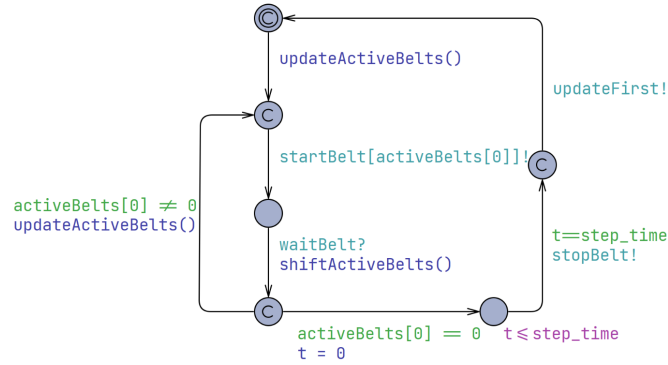 C
updateActiveBelts()
updateFirst!
C
startBelt[activeBelts[0]]!
C
activeBelts[0] ≠ 0
updateActiveBelts()
t==step_time
stopBelt!
waitBelt?
shiftActiveBelts()
C
activeBelts[0] == 0
t = 0
t≤step_time